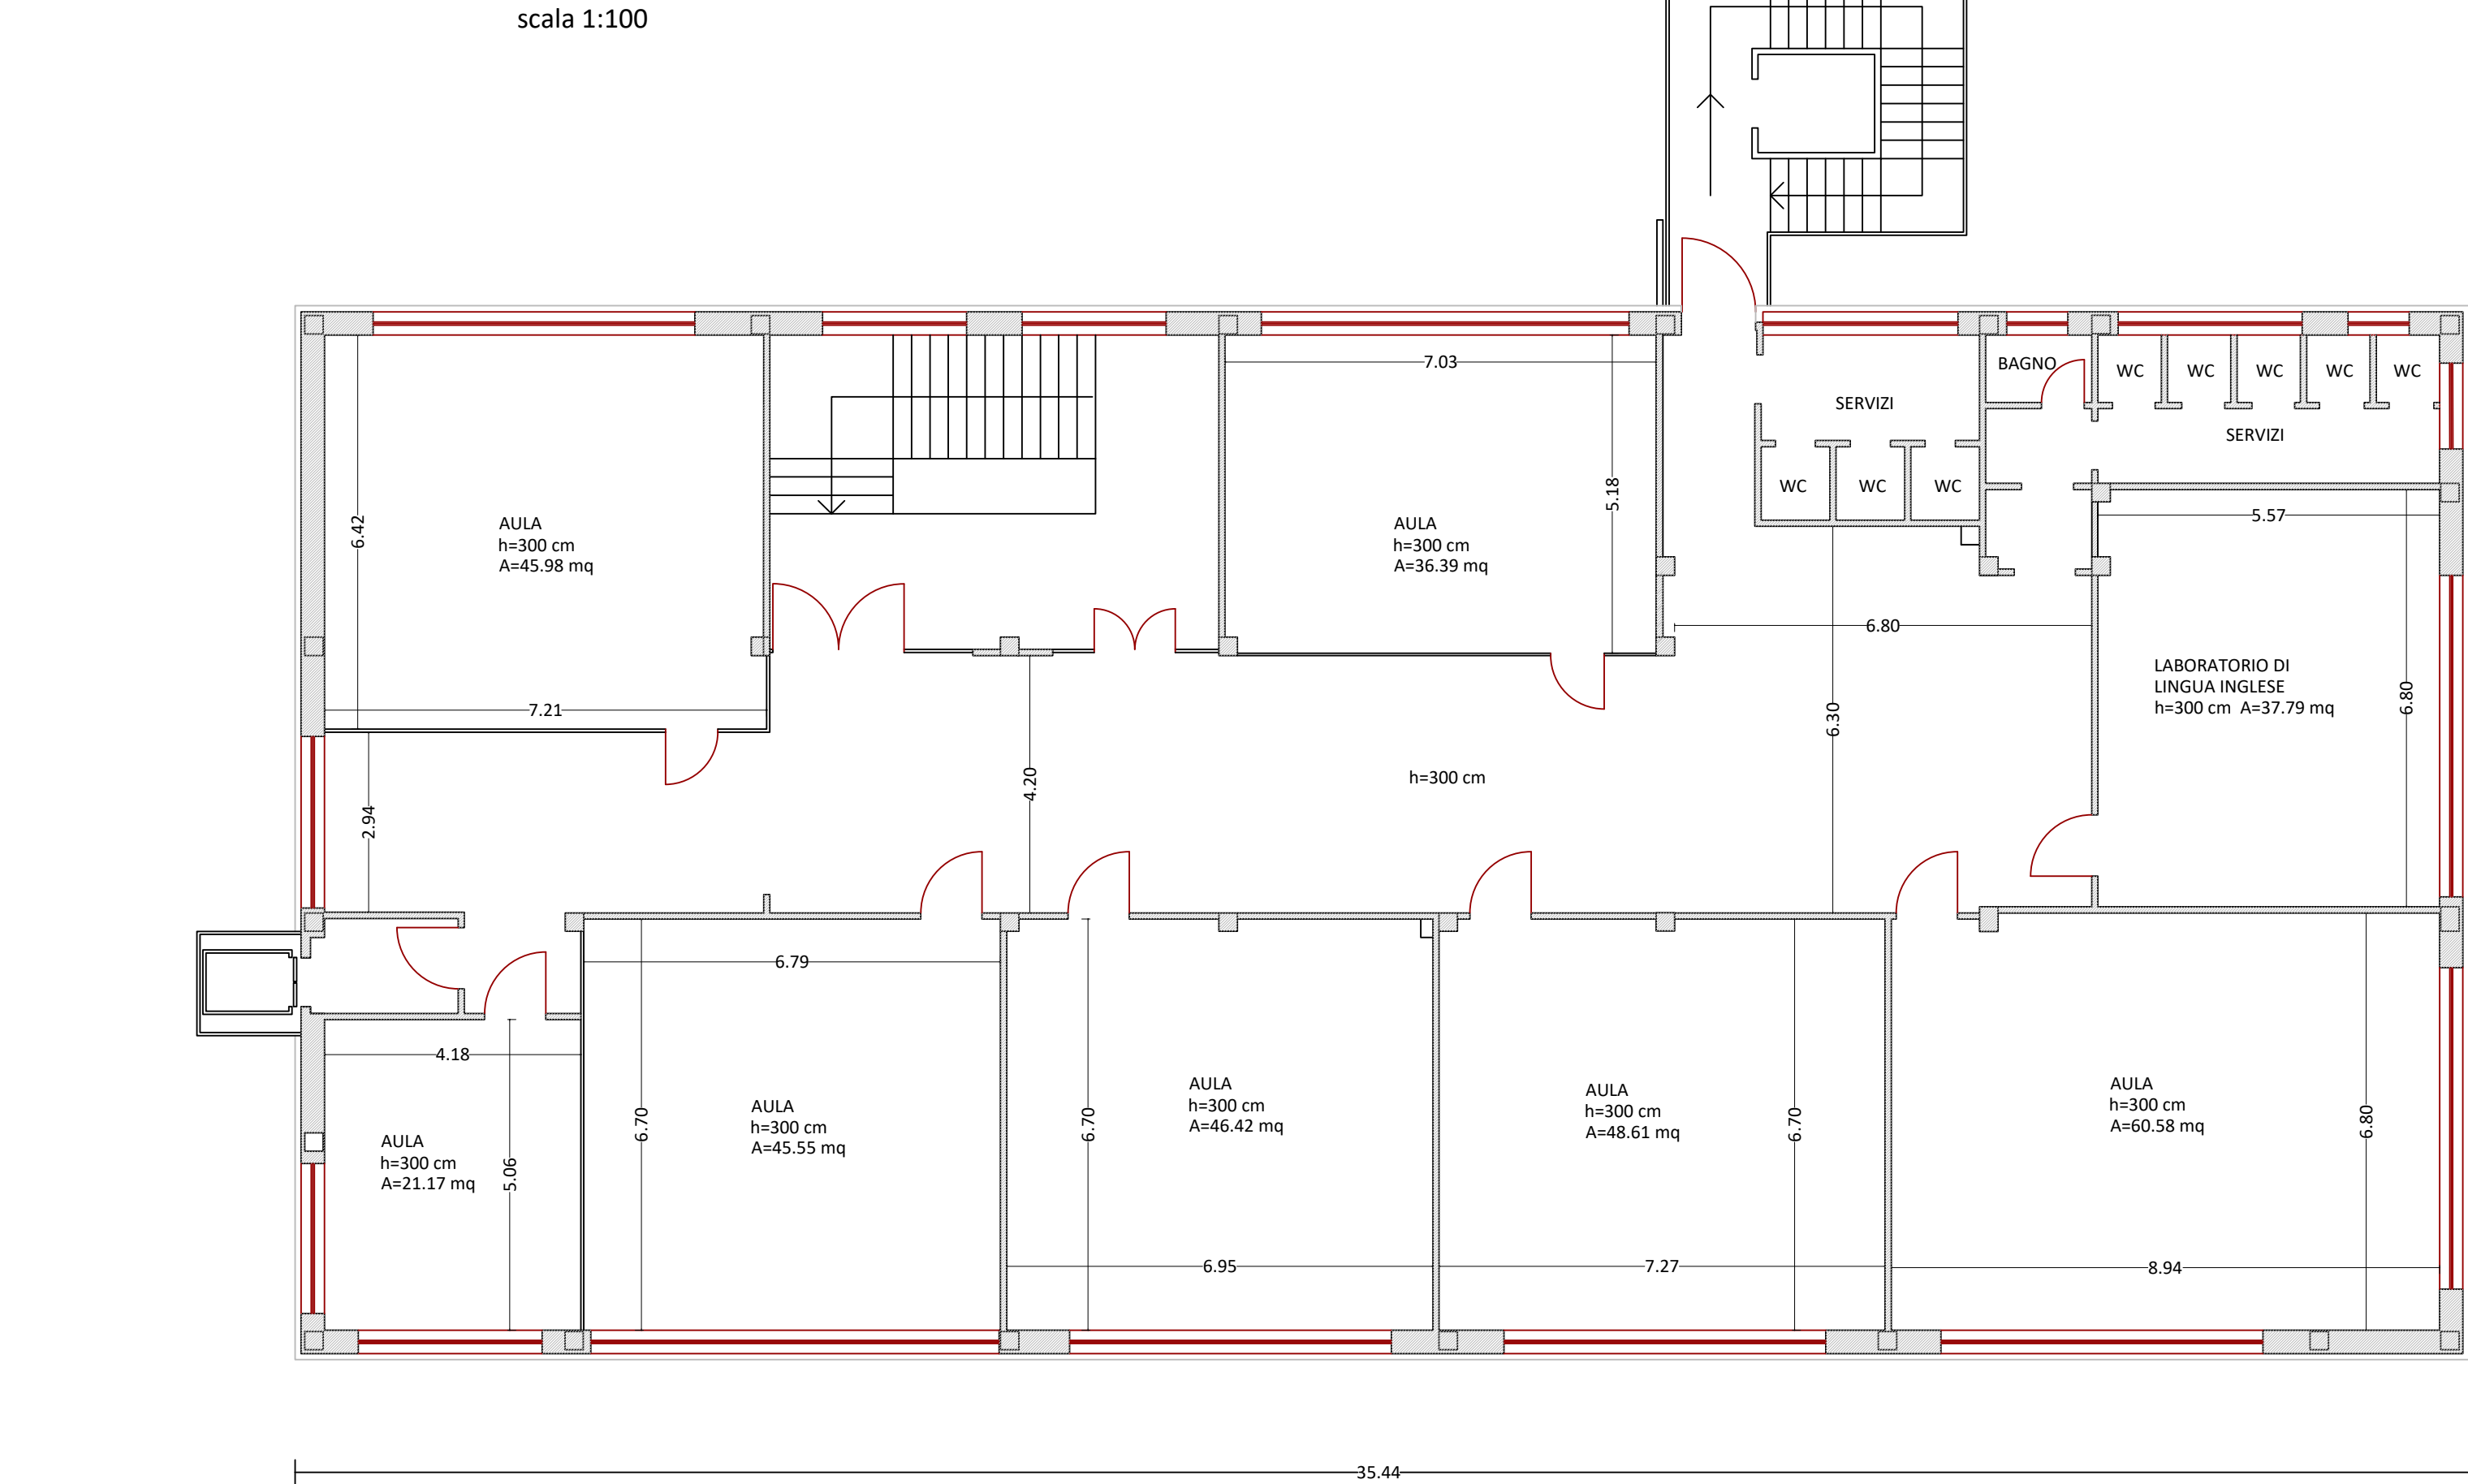 scala 1:100
7.03
BAGNO
WC
WC
WC
WC
WC
SERVIZI
SERVIZI
WC
WC
WC
5.18
5.57
6.42
AULA
h=300 cm
A=45.98 mq
AULA
h=300 cm
A=36.39 mq
6.80
LABORATORIO DI
LINGUA INGLESE
h=300 cm  A=37.79 mq
6.80
7.21
6.30
4.20
h=300 cm
2.94
6.79
4.18
6.70
AULA
h=300 cm
A=45.55 mq
6.70
AULA
h=300 cm
A=46.42 mq
AULA
h=300 cm
A=48.61 mq
6.70
AULA
h=300 cm
A=60.58 mq
6.80
AULA
h=300 cm
A=21.17 mq
5.06
6.95
7.27
8.94
35.44